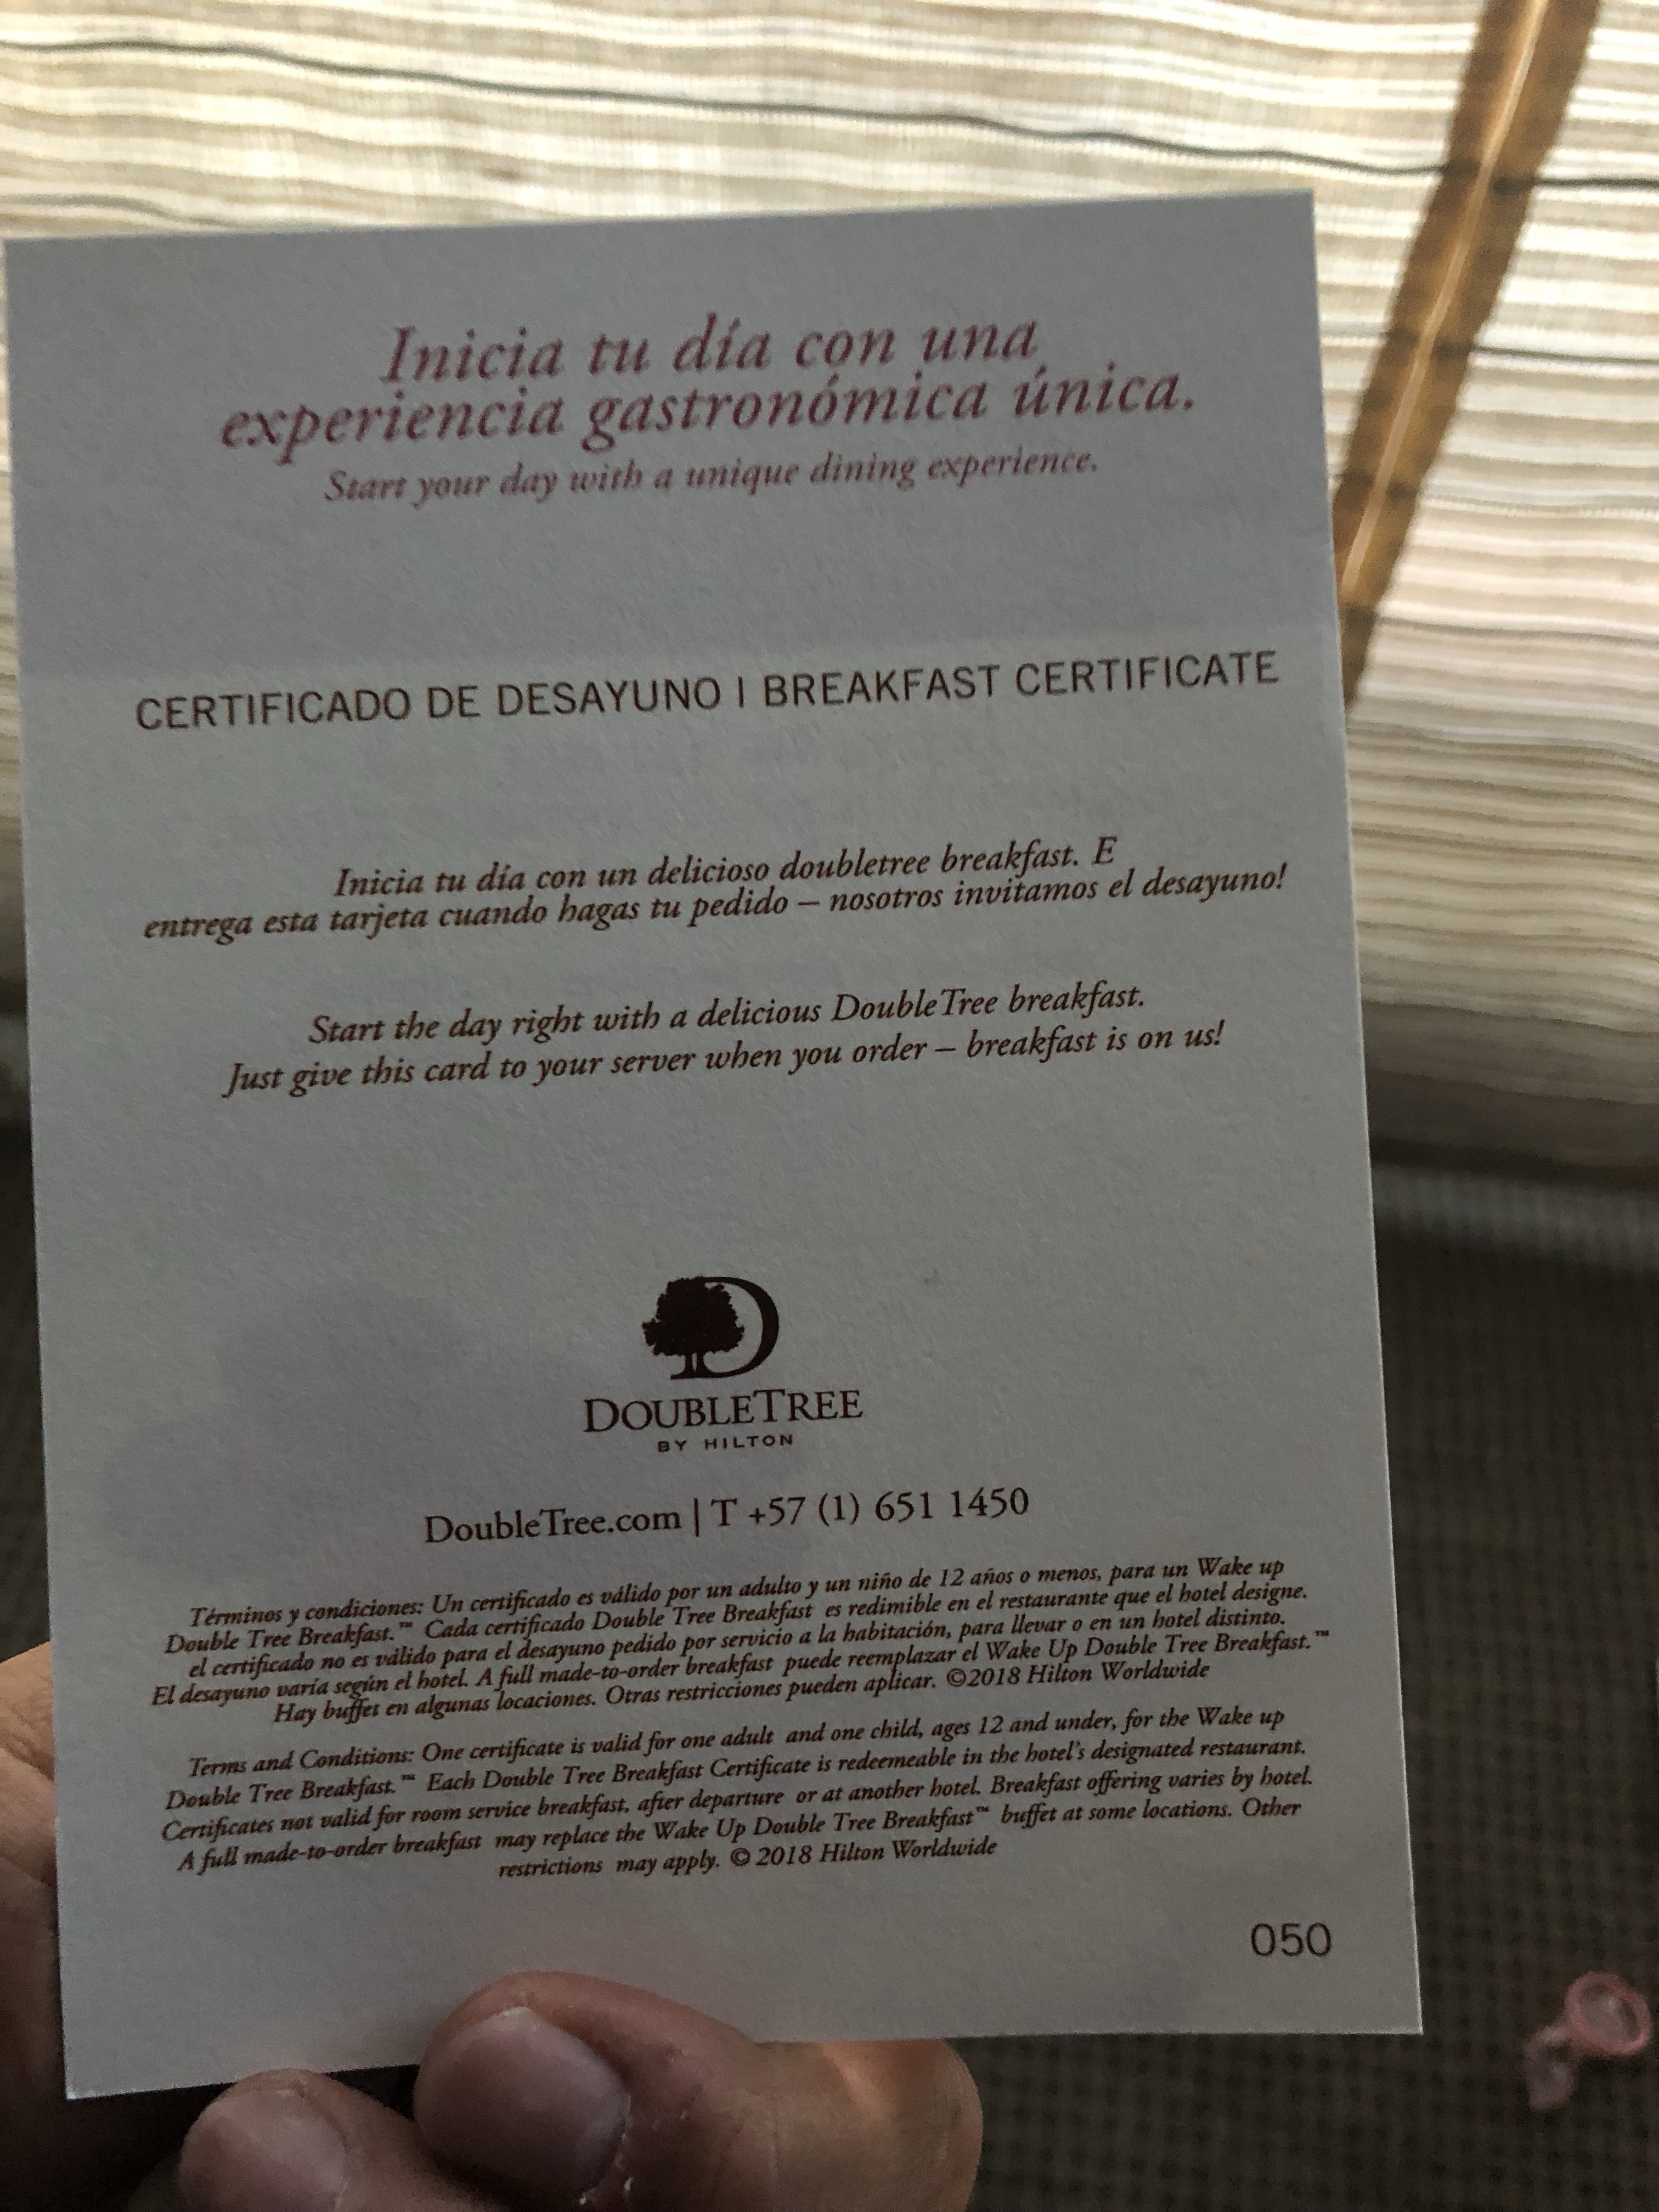 Inicia tu día con una
experiencia gastronómica única.
Start your day with a unique dining experience.
CERTIFICADO DE DESAYUNO | BREAKFAST CERTIFICATE
Inicia tu día con un delicioso doubletree breakfast. E
entrega esta tarjeta cuando hagas tu pedido – nosotros invitamos el desayuno!
Start the day right with a delicious DoubleTree breakfast.
Just give this card to your server when you order – breakfast is on us!
D
DOUBLETREE
BY HILTON
DoubleTree.com | T +57 (1) 651 1450
Términos y condiciones: Un certificado es válido por un adulto y un niño de 12 años o menos, para un Wake up
Double Tree Breakfast.™ Cada certificado Double Tree Breakfast es redimible en el restaurante que el hotel designe.
el certificado no es válido para el desayuno pedido por servicio a la habitación, para llevar o en un hotel distinto.
El desayuno varía según el hotel. A full made-to-order breakfast puede reemplazar el Wake Up Double Tree Breakfast.™
Hay buffet en algunas locaciones. Otras restricciones pueden aplicar. ©2018 Hilton Worldwide
Terms and Conditions: One certificate is valid for one adult and one child, ages 12 and under, for the Wake up
Double Tree Breakfast.™ Each Double Tree Breakfast Certificate is redeemeable in the hotel's designated restaurant.
Certificates not valid for room service breakfast, after departure or at another hotel. Breakfast offering varies by hotel.
A full made-to-order breakfast may replace the Wake Up Double Tree Breakfast™ buffet at some locations. Other
restrictions may apply. © 2018 Hilton Worldwide
050